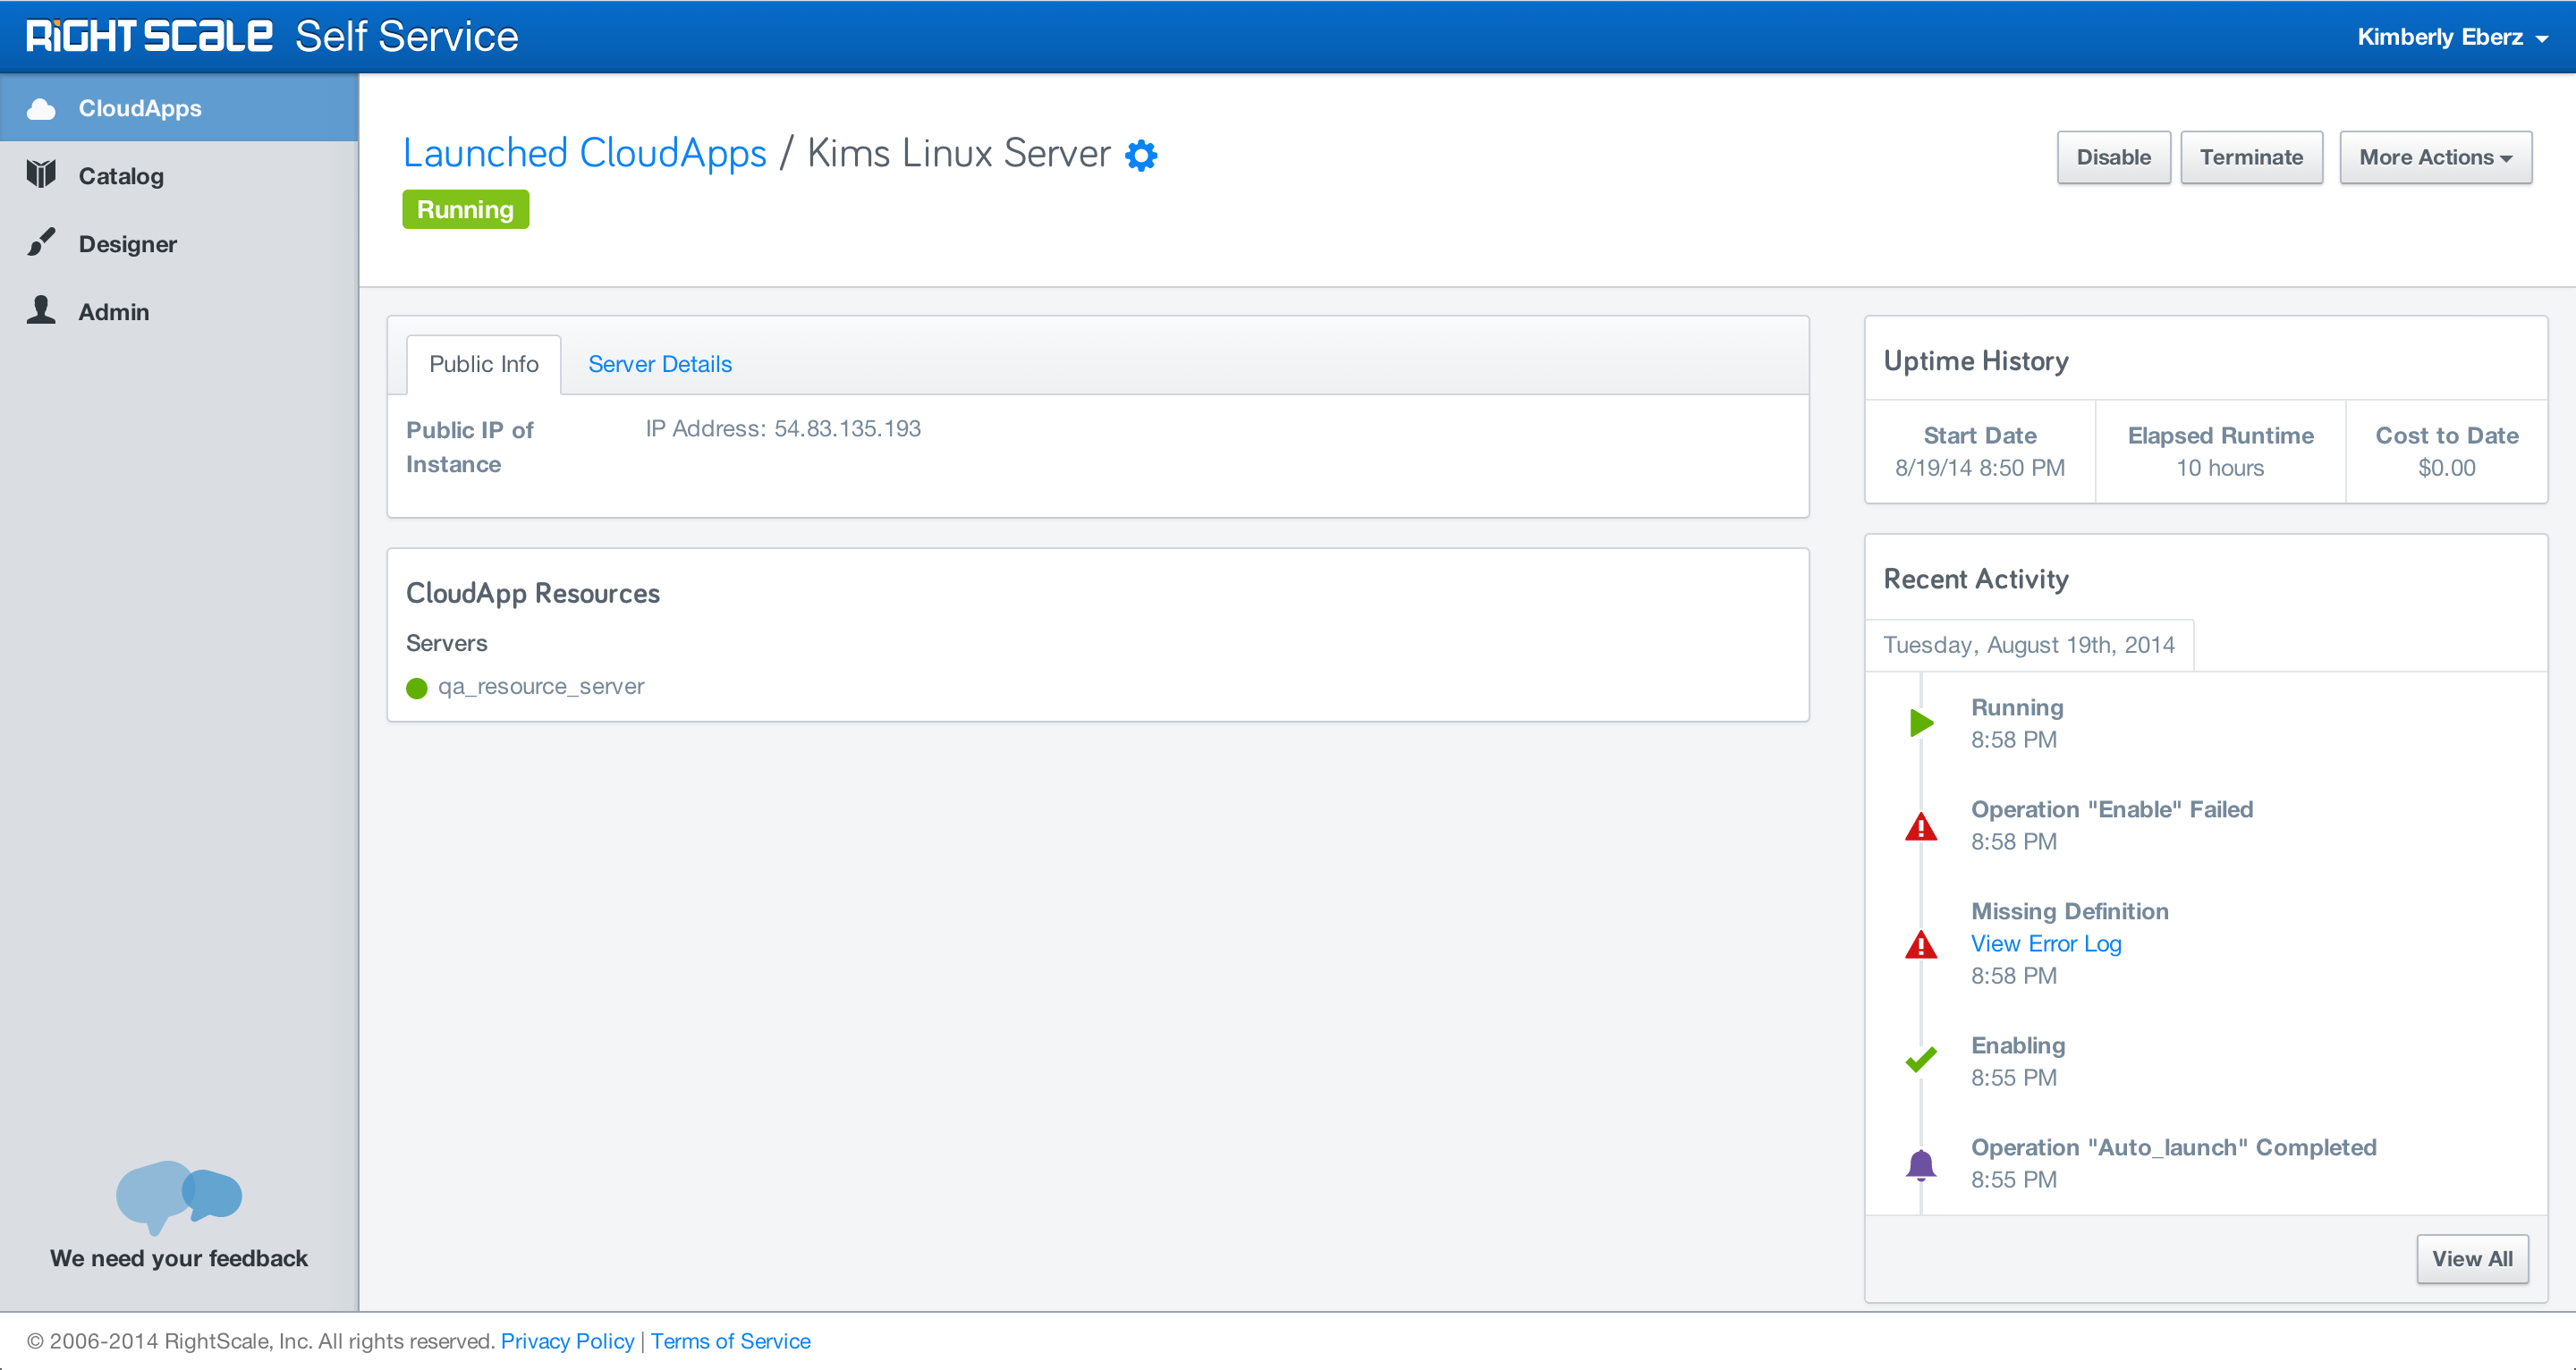 RIGHTSCALE Self Service
Kimberly Eberz
CloudApps
Catalog
Designer
Admin
We need your feedback
Launched CloudApps / Kims Linux Server
Running
Disable
Terminate
More Actions
Public Info
Server Details
Public IP of
Instance
IP Address: 54.83.135.193
CloudApp Resources
Servers
qa_resource_server
Uptime History
Start Date
8/19/14 8:50 PM
Elapsed Runtime
10 hours
Cost to Date
$0.00
Recent Activity
Tuesday, August 19th, 2014
Running
8:58 PM
Operation "Enable" Failed
8:58 PM
Missing Definition
View Error Log
8:58 PM
Enabling
8:55 PM
Operation "Auto_launch" Completed
8:55 PM
View All
© 2006-2014 RightScale, Inc. All rights reserved. Privacy Policy | Terms of Service